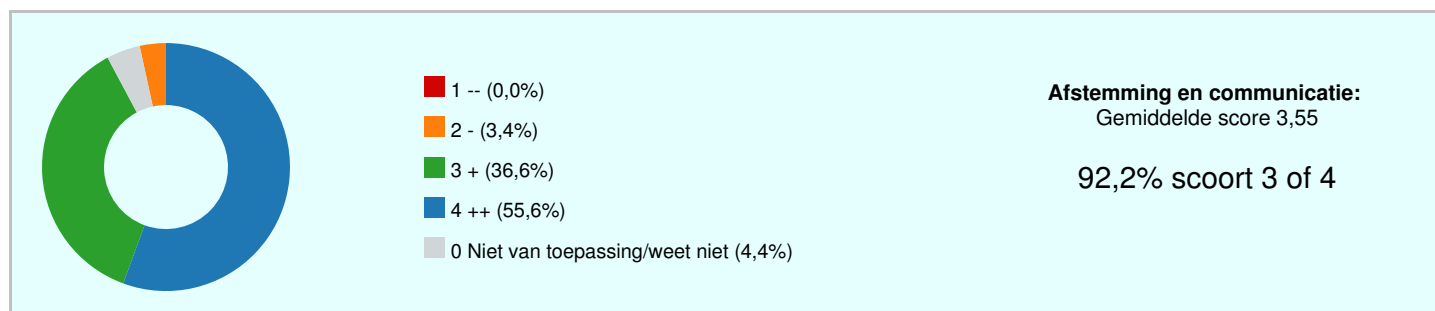 1 -- (0,0%)
2 - (3,4%)
3 + (36,6%)
4 ++ (55,6%)
0 Niet van toepassing/weet niet (4,4%)
Afstemming en communicatie:
Gemiddelde score 3,55
92,2% scoort 3 of 4